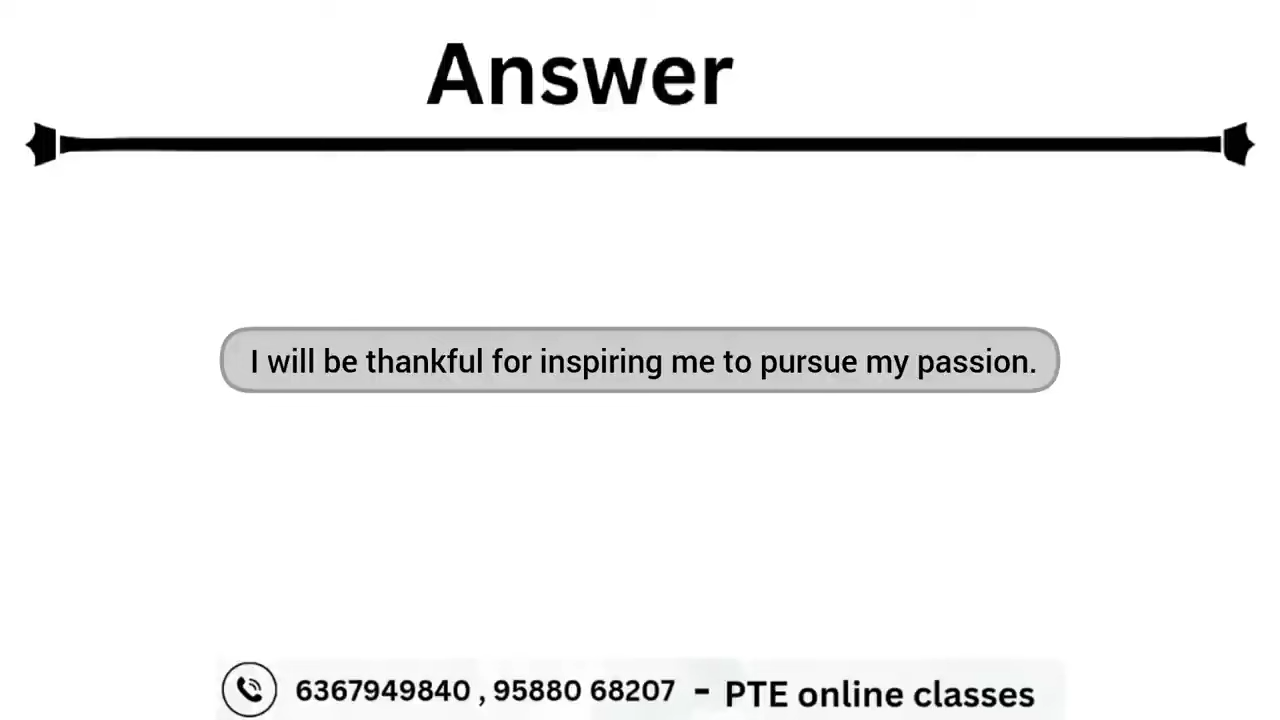 Answer
I will be thankful for inspiring me to pursue my passion.
6367949840 , 95880 68207 - PTE online classes